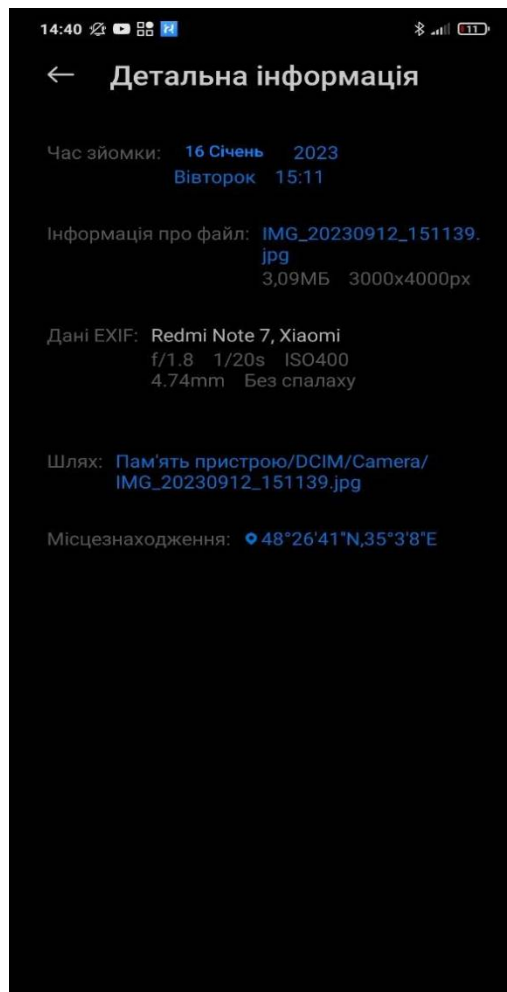 14:40 11
← Детальна інформація
Час зйомки: 16 Січень 2023
Вівторок 15:11
Інформація про файл: IMG_20230912_151139.
jpg
3,09МБ 3000x4000px
Дані EXIF: Redmi Note 7, Xiaomi
f/1.8 1/20s ISO400
4.74mm Без спалаху
Шлях: Пам'ять пристрою/DCIM/Camera/
IMG_20230912_151139.jpg
Місцезнаходження: 48°26'41"N,35°3'8"E